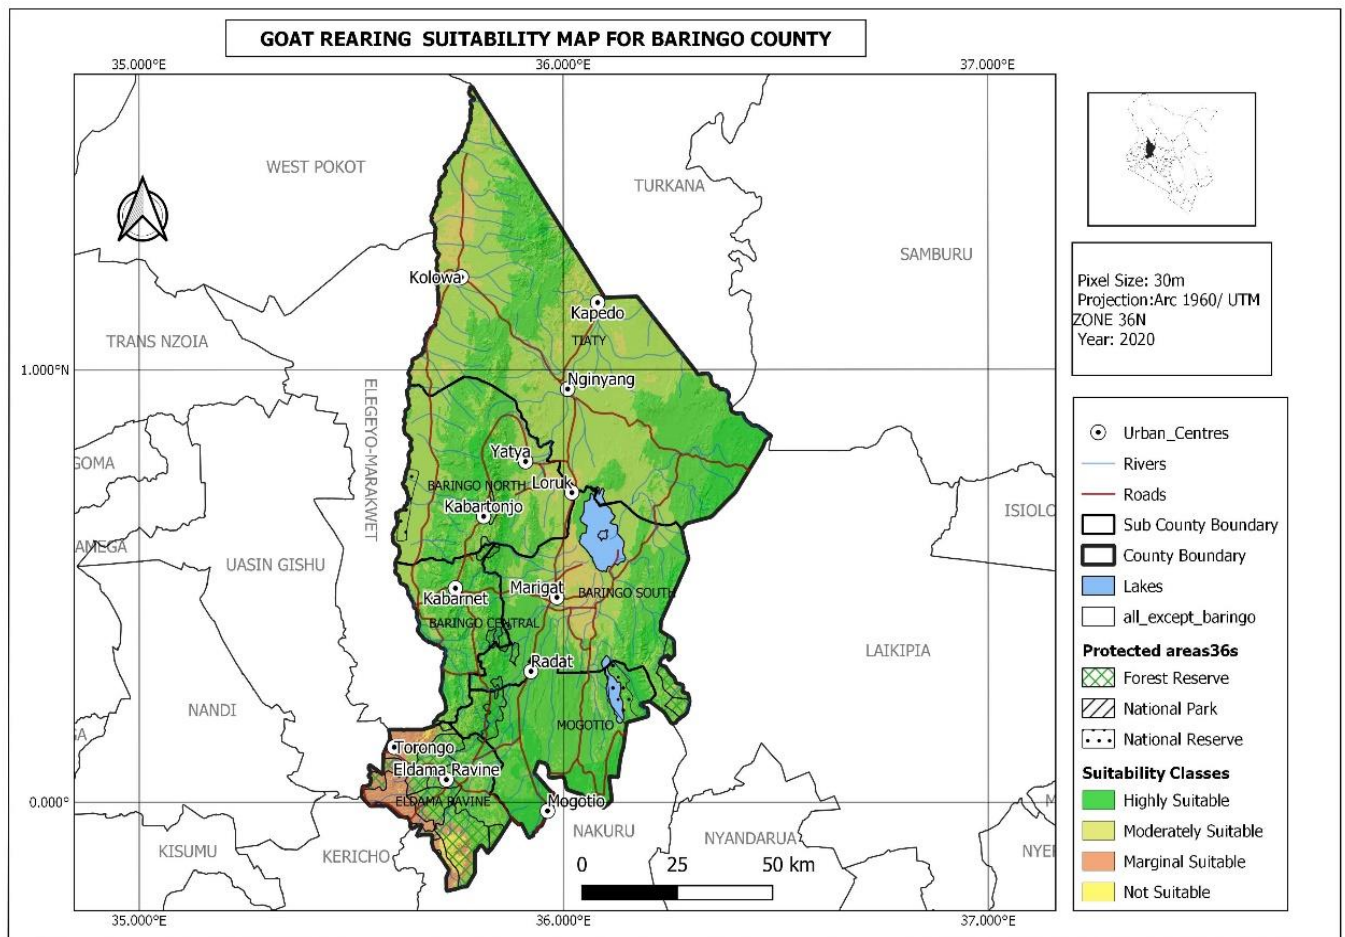 GOAT REARING  SUITABILITY MAP FOR BARINGO COUNTY
35.000°E
36.000°E
37.000°E
WEST POKOT
TURKANA
SAMBURU
Kolowa
Kapedo
TIATY
TRANS NZOIA
1.000°N
Nginyang
ELEGEYO-MARAKWET
GOMA
Yatya
BARINGO NORTH
Loruk
Kabartonjo
ISIOLO
AMEGA
UASIN GISHU
Marigat
BARINGO SOUTH
Kabarnet
BARINGO CENTRAL
LAIKIPIA
Radat
NANDI
MOGOTIO
GA
Torongo
Eldama Ravine
ELDAMA RAVINE
0.000°
Mogotio
M
NAKURU
NYANDARUA
KISUMU
KERICHO
NYER
0
25
50 km
35.000°E
36.000°E
37.000°E
Pixel Size: 30m
Projection:Arc 1960/ UTM
ZONE 36N
Year: 2020
Urban_Centres
Rivers
Roads
Sub County Boundary
County Boundary
Lakes
all_except_baringo
Protected areas36s
Forest Reserve
National Park
National Reserve
Suitability Classes
Highly Suitable
Moderately Suitable
Marginal Suitable
Not Suitable